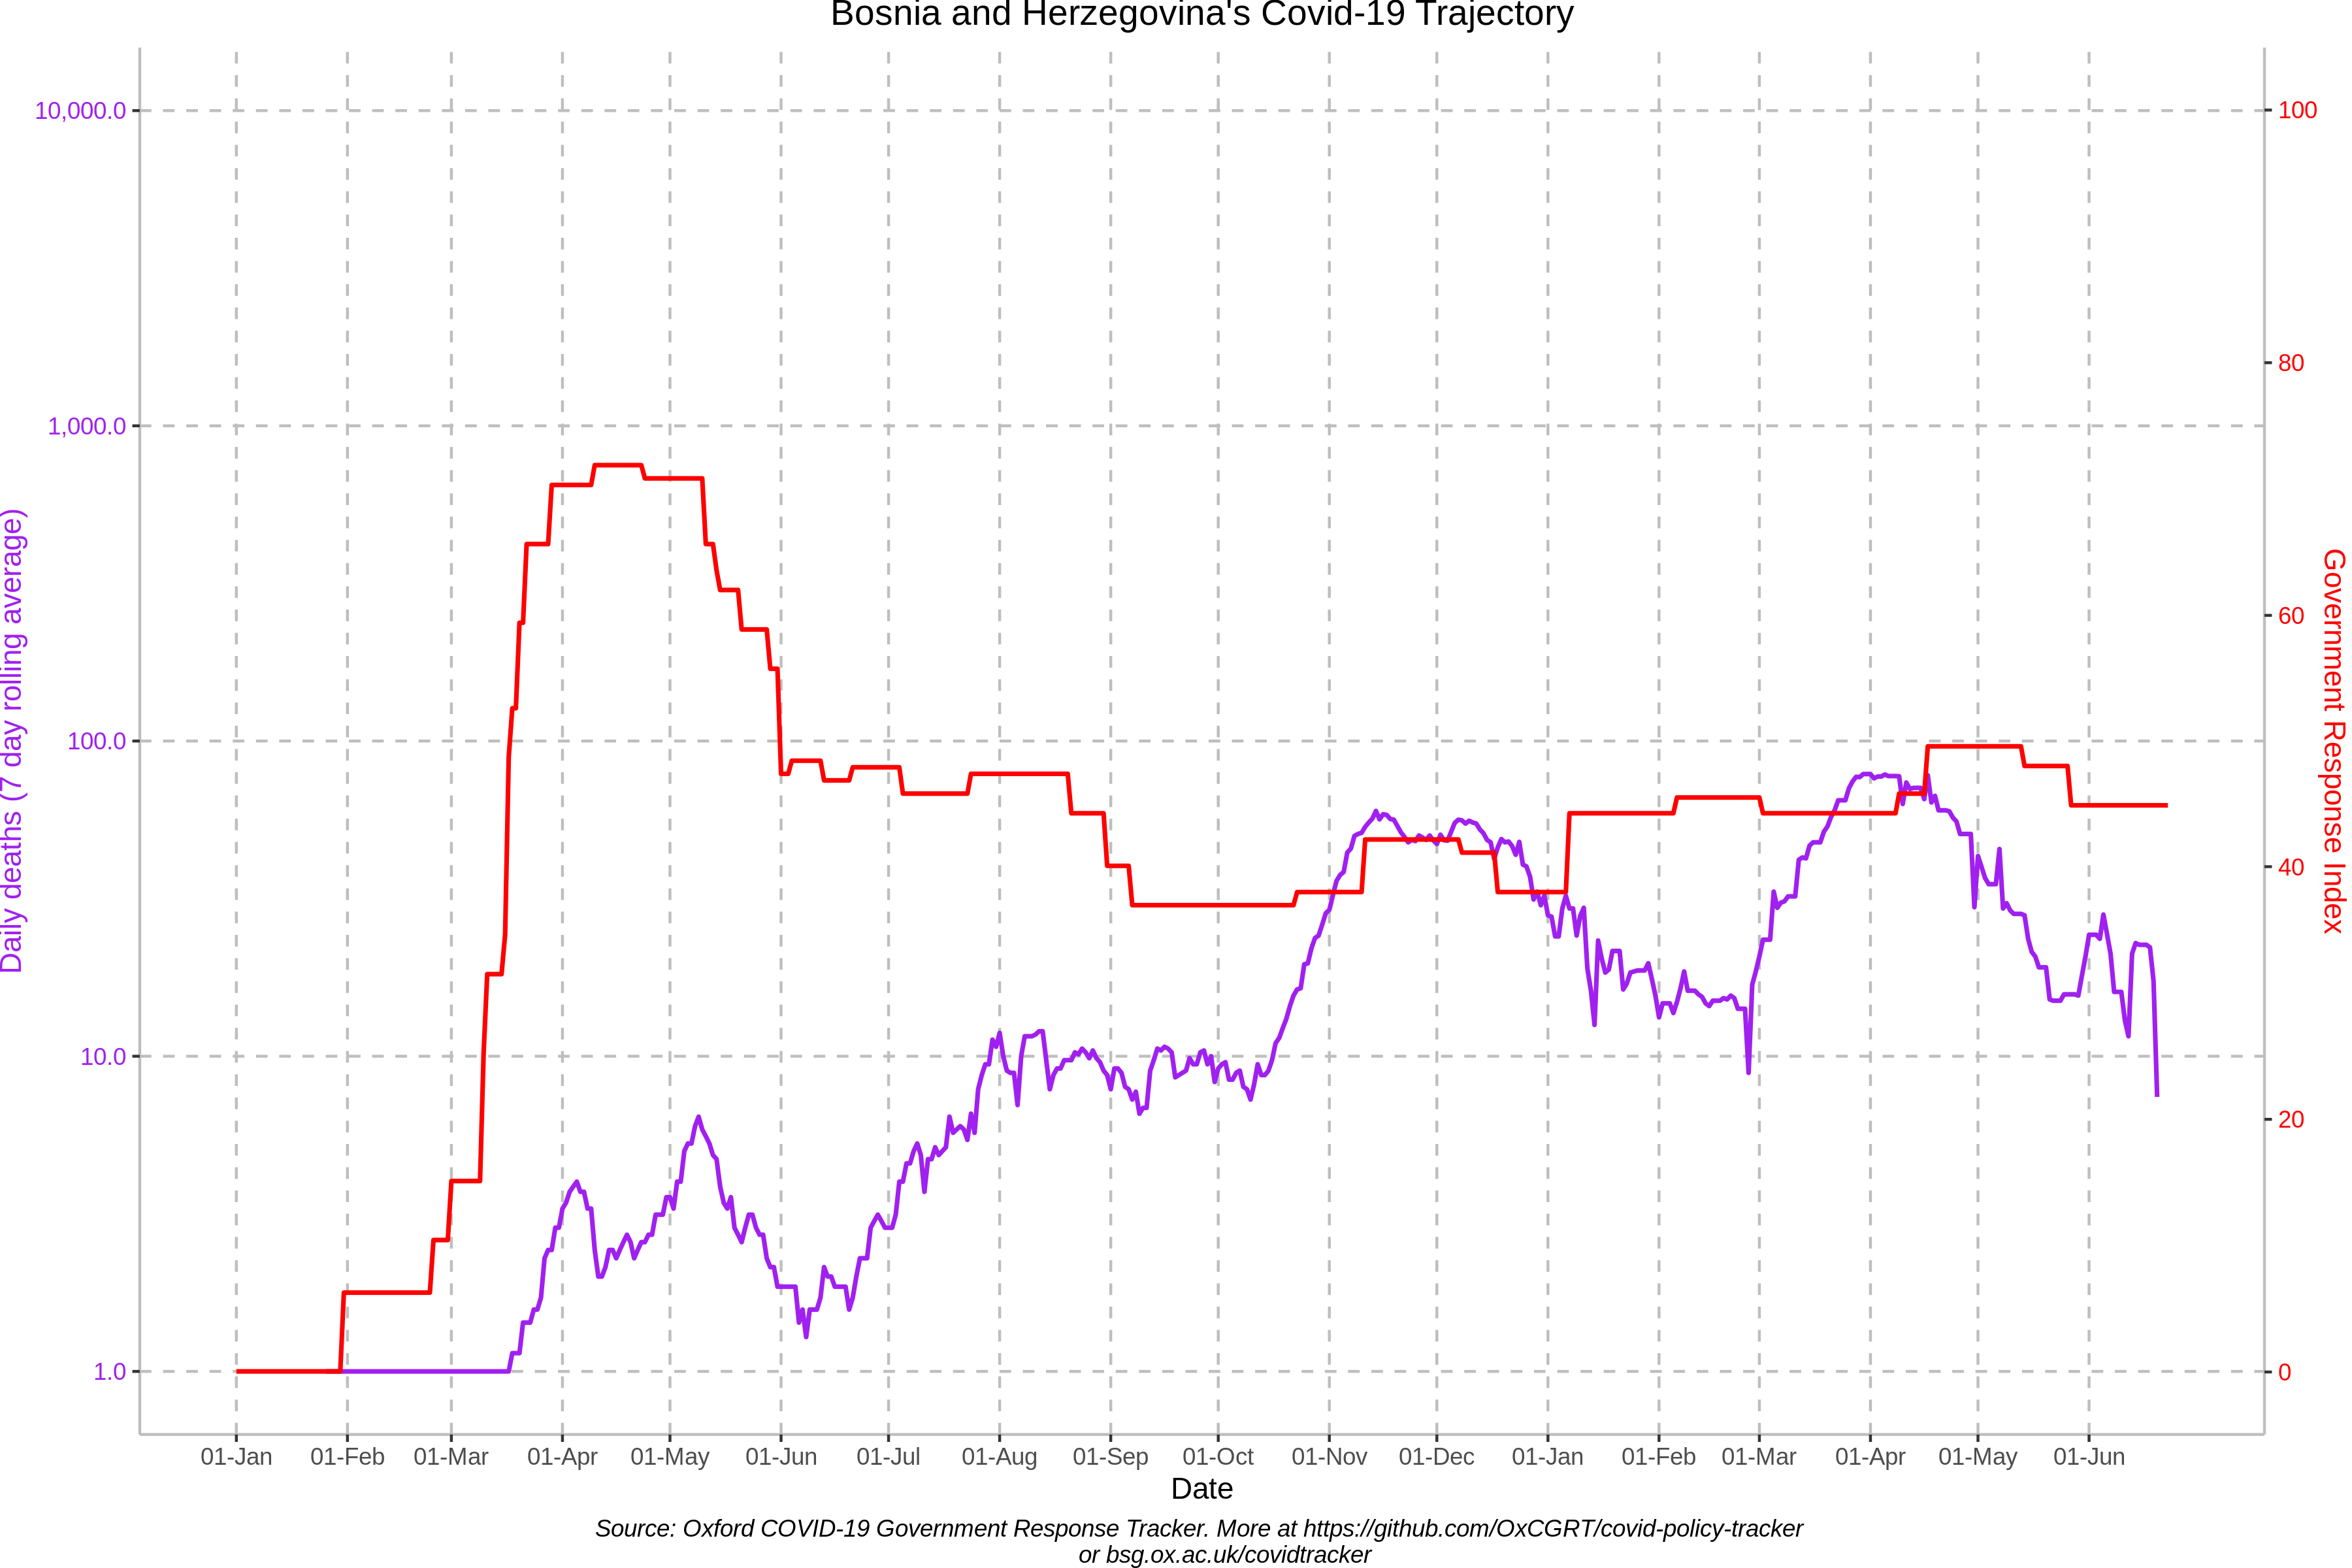 Bosnia and Herzegovina's Covid-19 Trajectory
10,000.0
1,000.0
100.0
10.0
1.0
Daily deaths (7 day rolling average)
100
80
60
40
20
0
Government Response Index
01-Jan 01-Feb 01-Mar 01-Apr 01-May 01-Jun 01-Jul 01-Aug 01-Sep 01-Oct 01-Nov 01-Dec 01-Jan 01-Feb 01-Mar 01-Apr 01-May 01-Jun
Date
Source: Oxford COVID-19 Government Response Tracker. More at https://github.com/OxCGRT/covid-policy-tracker
or bsg.ox.ac.uk/covidtracker